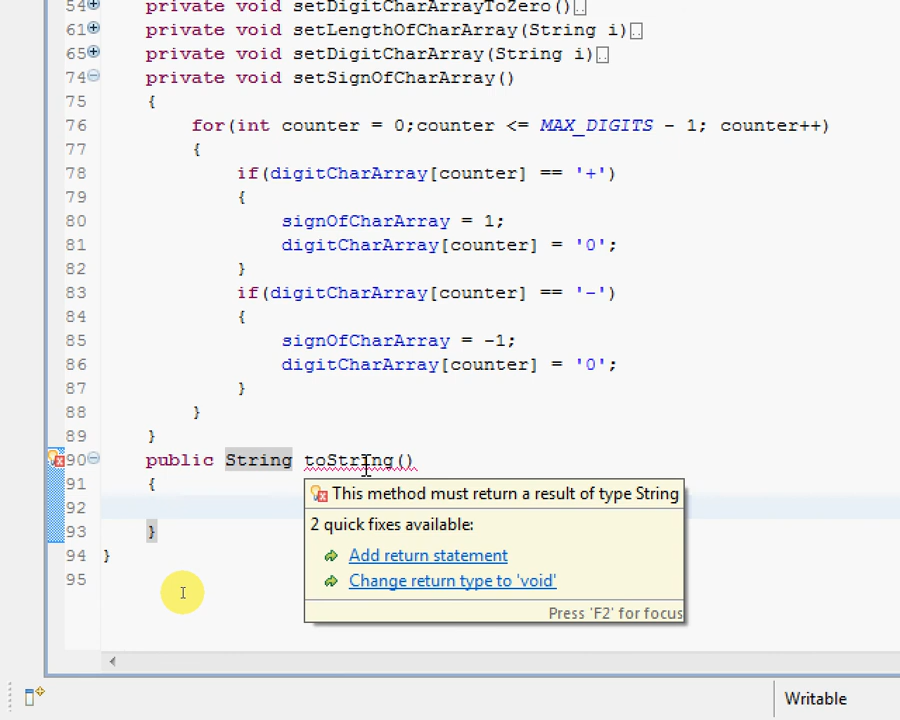 54 private void setDigitCharArrayToZero()
61 private void setLengthOfCharArray(String i)
65 private void setDigitCharArray(String i)
74 private void setSignOfCharArray()
75 {
76 for(int counter = 0;counter <= MAX_DIGITS - 1; counter++)
77 {
78 if(digitCharArray[counter] == '+')
79 {
80 signOfCharArray = 1;
81 digitCharArray[counter] = '0';
82 }
83 if(digitCharArray[counter] == '-')
84 {
85 signOfCharArray = -1;
86 digitCharArray[counter] = '0';
87 }
88 }
89 }
90 public String toString()
91 {
This method must return a result of type String
92
2 quick fixes available:
93 }
94 }
Add return statement
95
Change return type to 'void'
Press 'F2' for focus
Writable